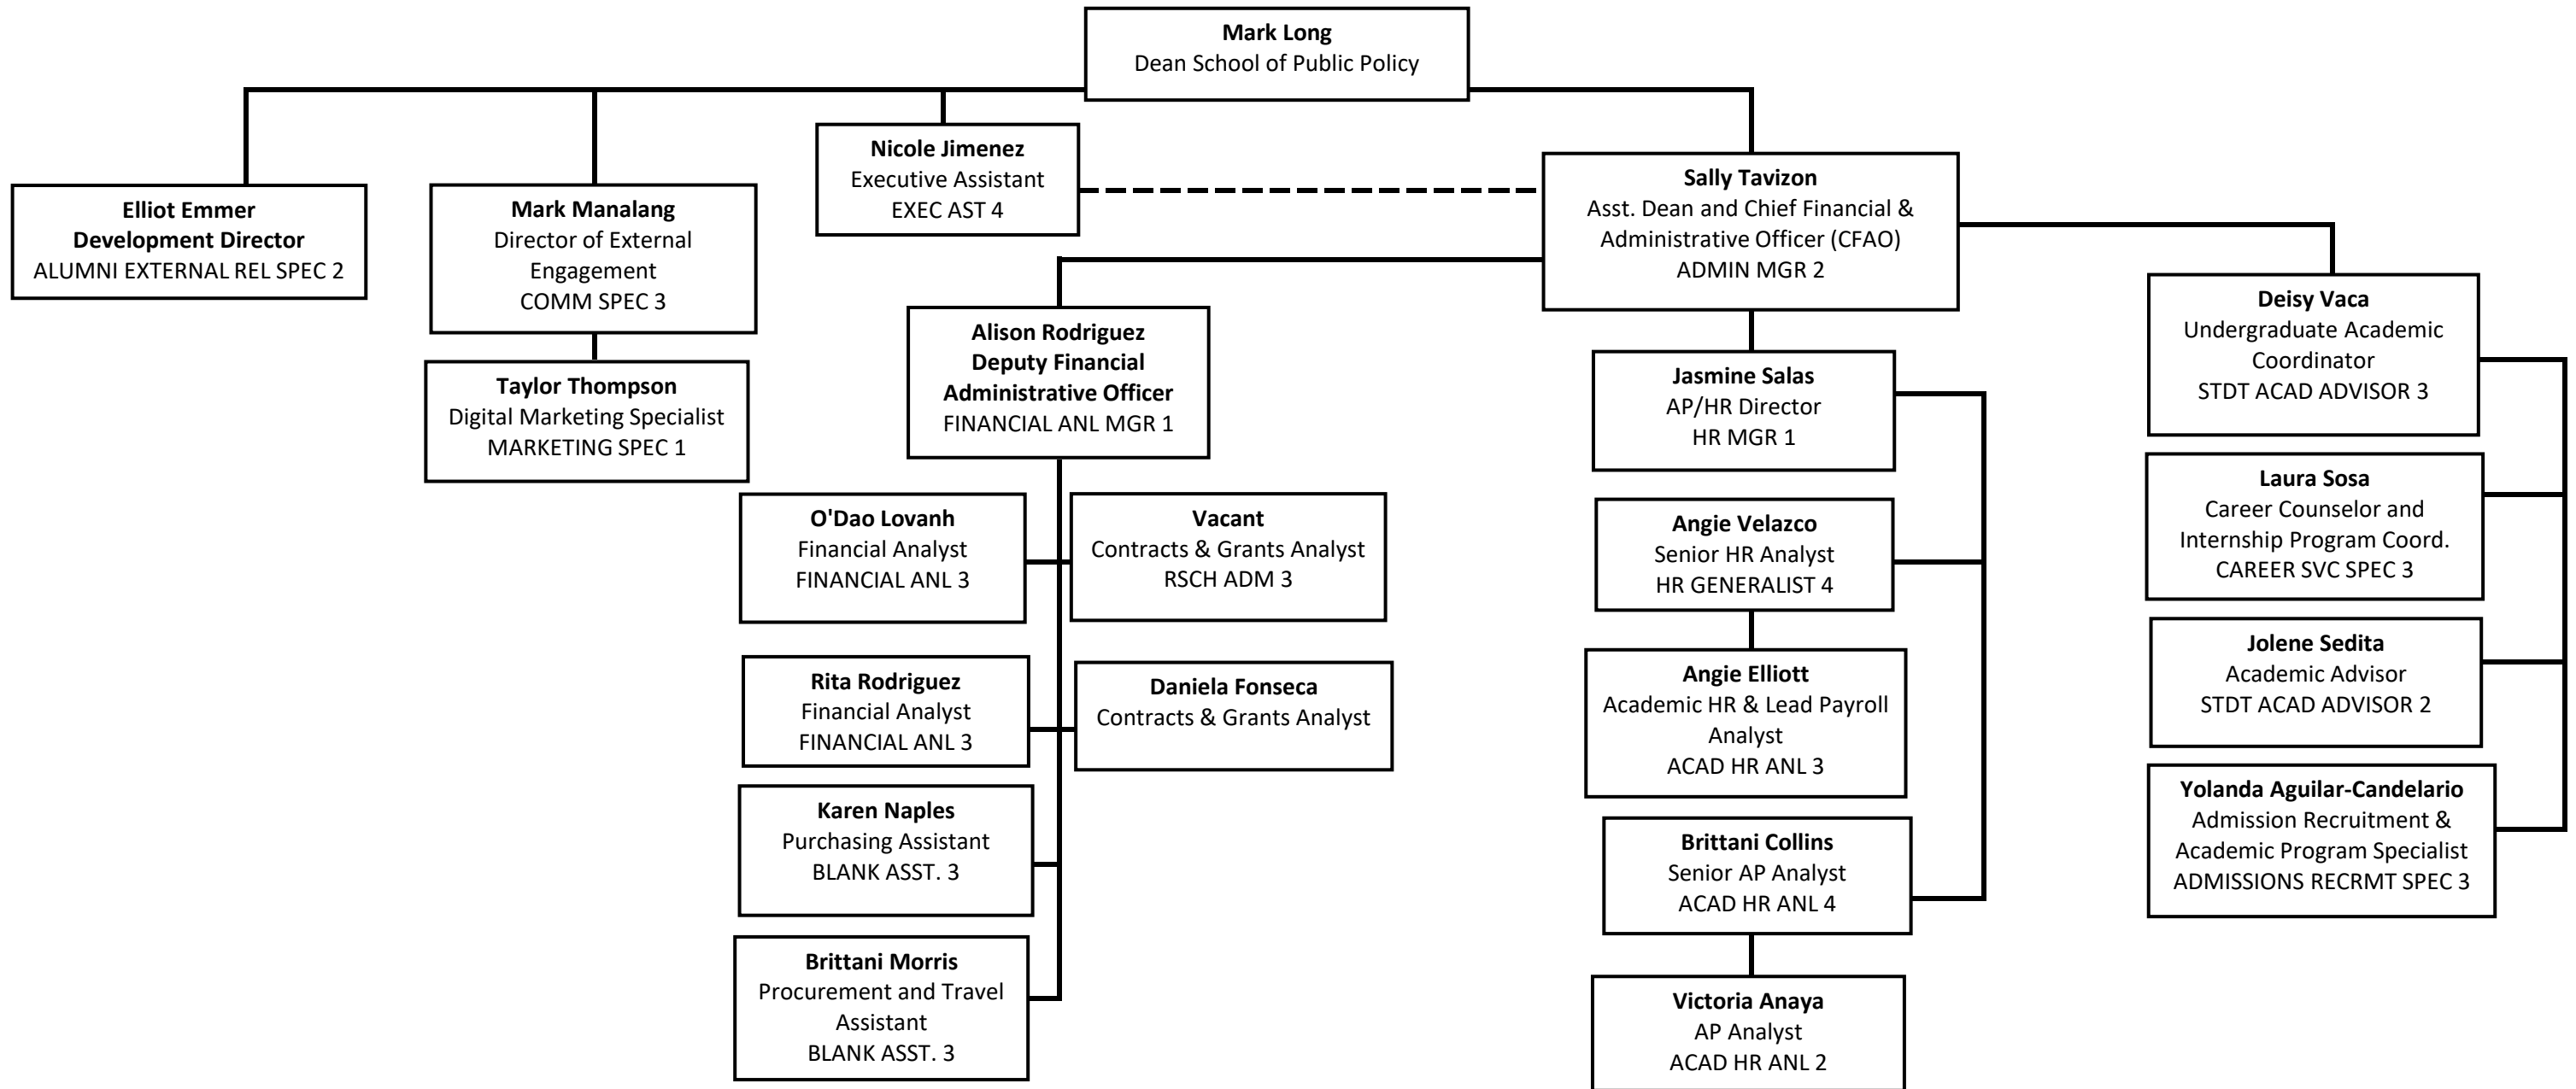 Mark Long
Dean School of Public Policy
Nicole Jimenez
Executive Assistant
EXEC AST 4
Sally Tavizon
Asst. Dean and Chief Financial &
Administrative Officer (CFAO)
ADMIN MGR 2
Elliot Emmer
Development Director
ALUMNI EXTERNAL REL SPEC 2
Mark Manalang
Director of External
Engagement
COMM SPEC 3
Taylor Thompson
Digital Marketing Specialist
MARKETING SPEC 1
Alison Rodriguez
Deputy Financial
Administrative Officer
FINANCIAL ANL MGR 1
O'Dao Lovanh
Financial Analyst
FINANCIAL ANL 3
Vacant
Contracts & Grants Analyst
RSCH ADM 3
Rita Rodriguez
Financial Analyst
FINANCIAL ANL 3
Daniela Fonseca
Contracts & Grants Analyst
Karen Naples
Purchasing Assistant
BLANK ASST. 3
Brittani Morris
Procurement and Travel
Assistant
BLANK ASST. 3
Jasmine Salas
AP/HR Director
HR MGR 1
Angie Velazco
Senior HR Analyst
HR GENERALIST 4
Angie Elliott
Academic HR & Lead Payroll
Analyst
ACAD HR ANL 3
Brittani Collins
Senior AP Analyst
ACAD HR ANL 4
Victoria Anaya
AP Analyst
ACAD HR ANL 2
Deisy Vaca
Undergraduate Academic
Coordinator
STDT ACAD ADVISOR 3
Laura Sosa
Career Counselor and
Internship Program Coord.
CAREER SVC SPEC 3
Jolene Sedita
Academic Advisor
STDT ACAD ADVISOR 2
Yolanda Aguilar-Candelario
Admission Recruitment &
Academic Program Specialist
ADMISSIONS RECRMT SPEC 3